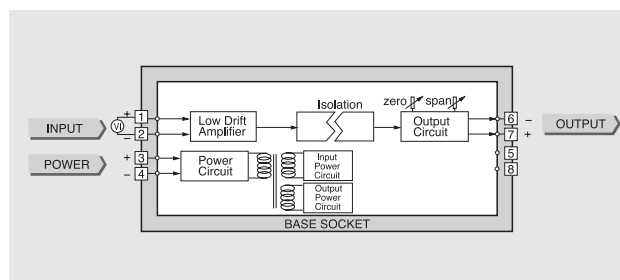 Isolation
zero span
+ 1
VI
− 2
Low Drift
Amplifier
Output
Circuit
6 −
7 +
INPUT
OUTPUT
POWER
+ 3
− 4
Power
Circuit
Input
Power
Circuit
Output
Power
Circuit
5
8
BASE SOCKET